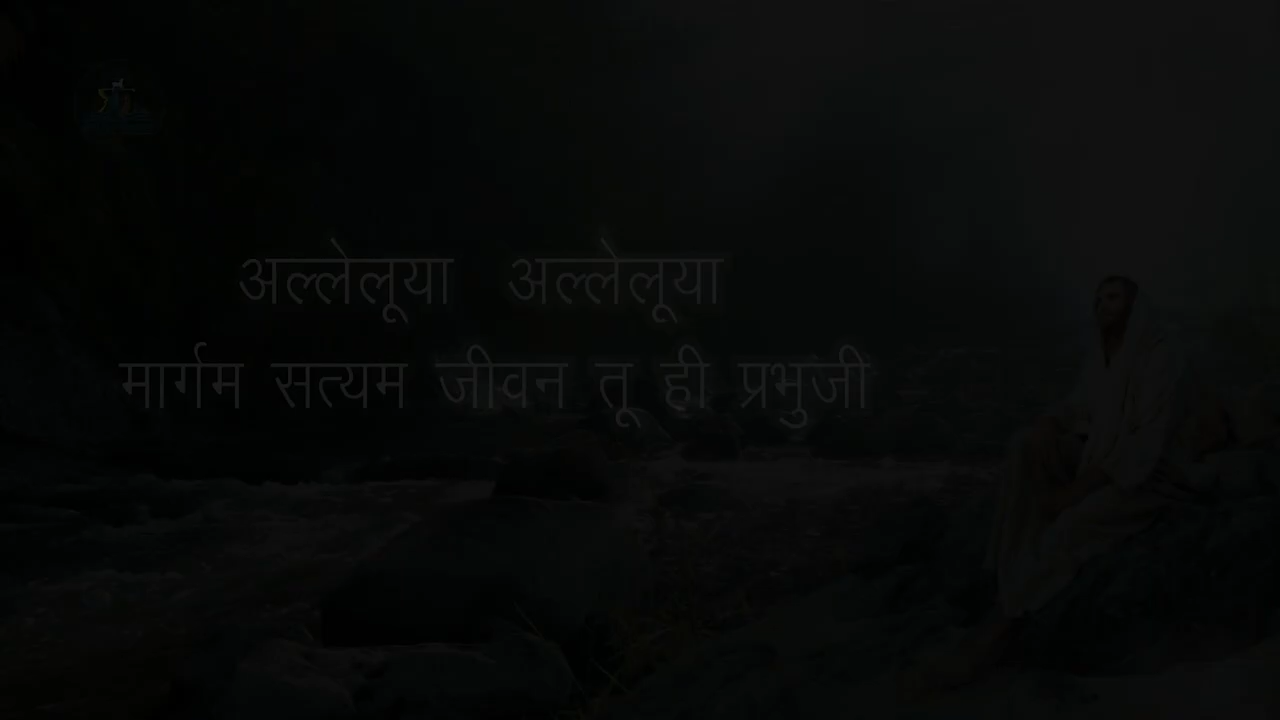 अल्लेलूया अल्लेलूया
मार्गम सत्यम जीवन तू ही प्रभुजी